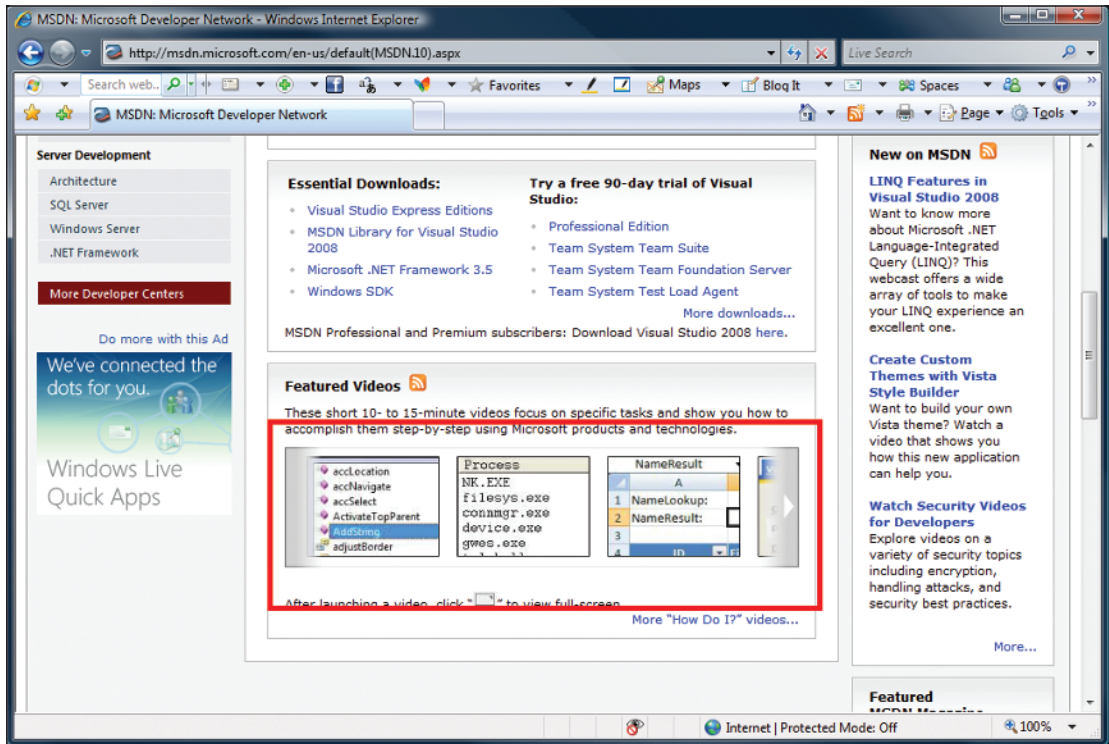 MSDN: Microsoft Developer Network - Windows Internet Explorer
http://msdn.microsoft.com/en-us/default(MSDN.10).aspx
Live Search
Search web..
Favorites
Maps
Blog It
Spaces
MSDN: Microsoft Developer Network
Page
Tools
Server Development
Architecture
SQL Server
Windows Server
.NET Framework
More Developer Centers
Do more with this Ad
We've connected the
dots for you.
Windows Live
Quick Apps
Essential Downloads:
Visual Studio Express Editions
MSDN Library for Visual Studio
2008
Microsoft .NET Framework 3.5
Windows SDK
Try a free 90-day trial of Visual
Studio:
Professional Edition
Team System Team Suite
Team System Team Foundation Server
Team System Test Load Agent
More downloads...
MSDN Professional and Premium subscribers: Download Visual Studio 2008 here.
Featured Videos
These short 10- to 15-minute videos focus on specific tasks and show you how to
accomplish them step-by-step using Microsoft products and technologies.
accLocation
accNavigate
accSelect
ActivateTopParent
AddString
adjustBorder
Process
NK.EXE
filesys.exe
connmgr.exe
device.exe
gwes.exe
NameResult
A
1 NameLookup:
2 NameResult:
3
4 ID
After launching a video, click " " to view full-screen
More "How Do I?" videos...
New on MSDN
LINQ Features in
Visual Studio 2008
Want to know more
about Microsoft .NET
Language-Integrated
Query (LINQ)? This
webcast offers a wide
array of tools to make
your LINQ experience an
excellent one.
Create Custom
Themes with Vista
Style Builder
Want to build your own
Vista theme? Watch a
video that shows you
how this new application
can help you.
Watch Security Videos
for Developers
Explore videos on a
variety of security topics
including encryption,
handling attacks, and
security best practices.
More...
Featured
MSDN Magazine
Internet | Protected Mode: Off
100%